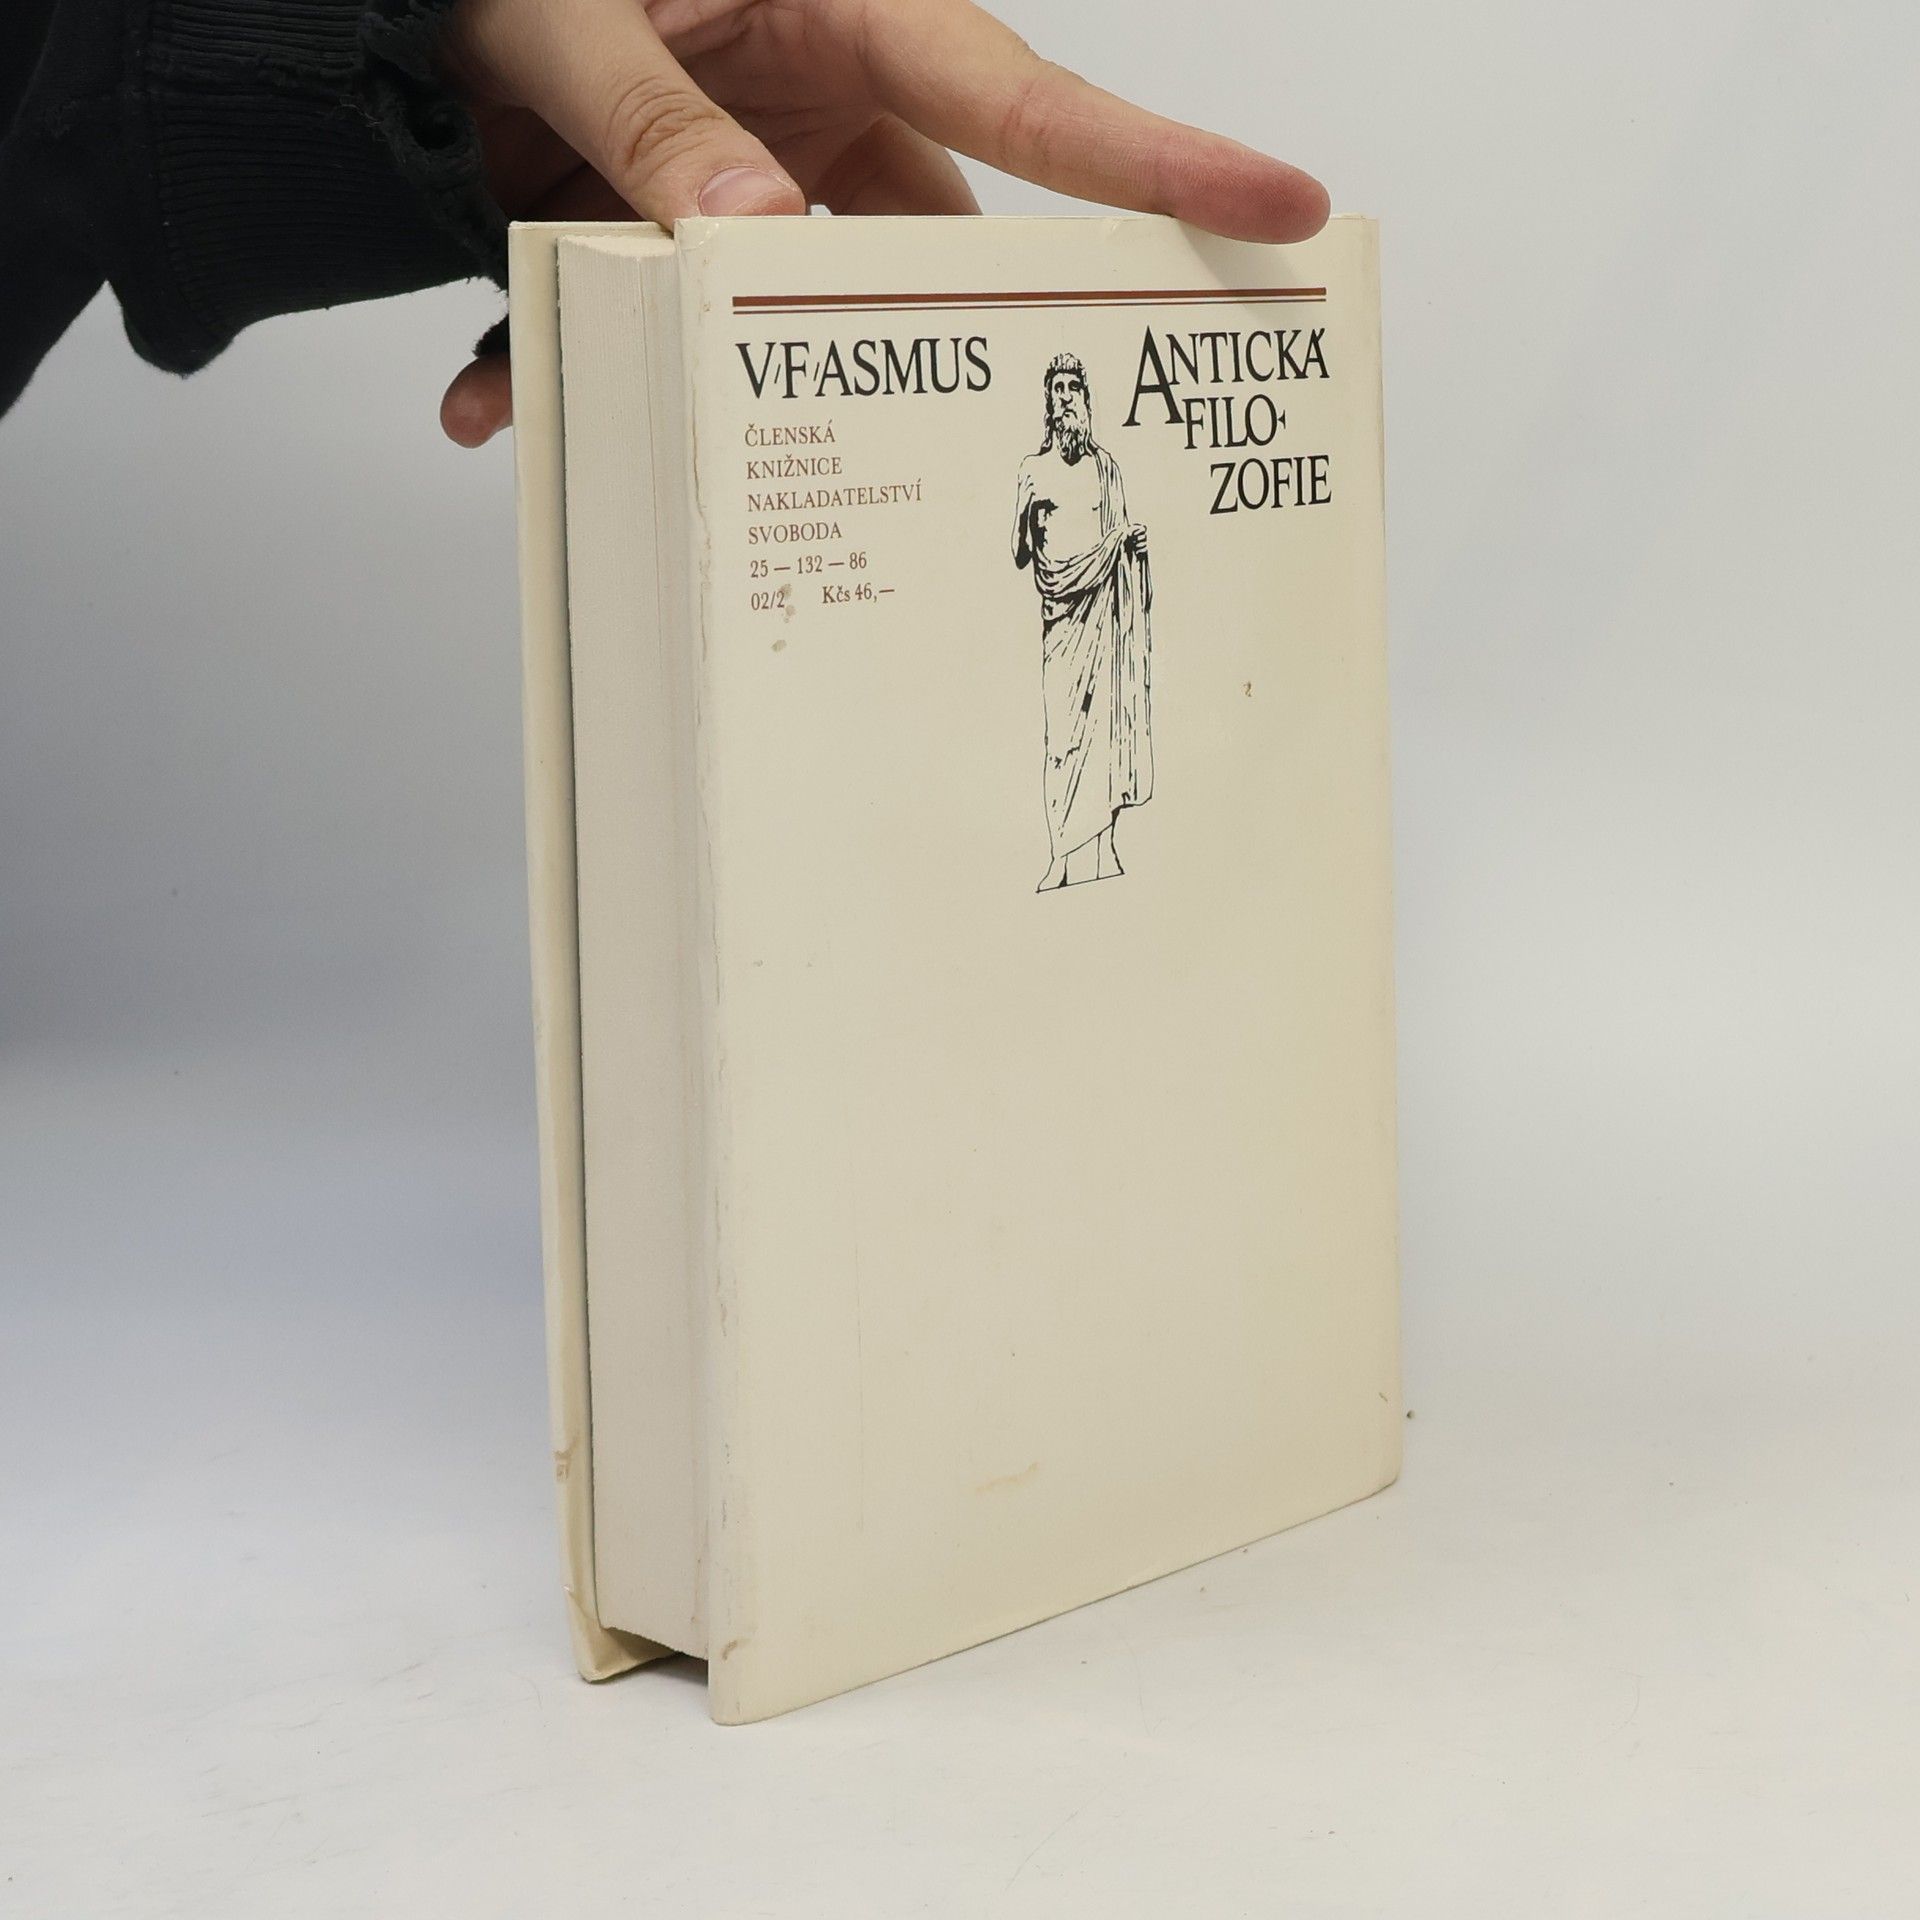 V/F/ASMUS
ČLENSKÁ
KNIŽNICE
NAKLADATELSTVÍ
SVOBODA
25 — 132 — 86
02/2 Kčs 46,—
ANTICKÁ
FILO-
ZOFIE